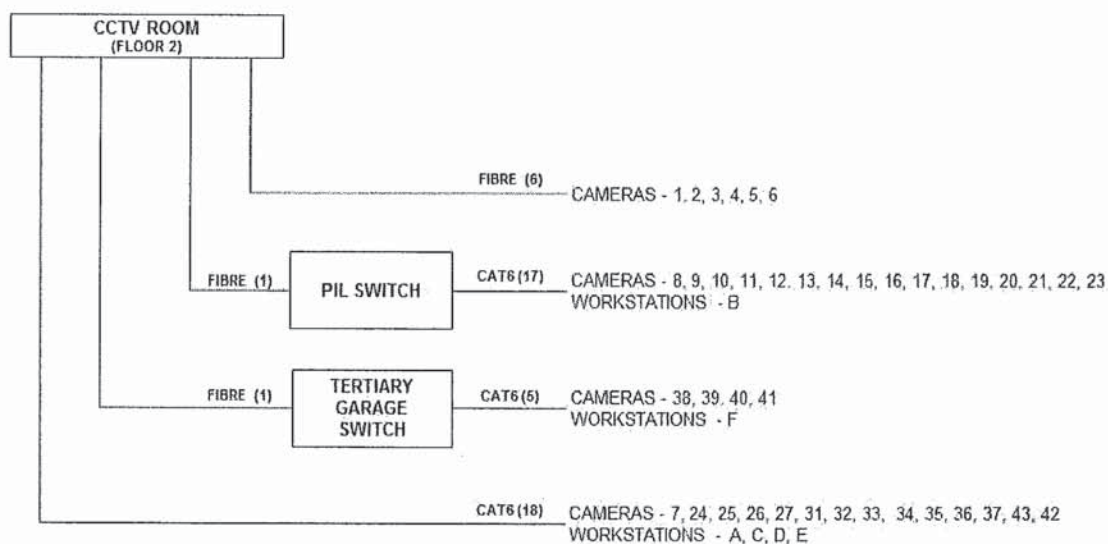 CCTV ROOM
(FLOOR 2)
FIBRE (6)
CAMERAS - 1, 2, 3, 4, 5, 6
FIBRE (1)
PIL SWITCH
CAT6 (17)
CAMERAS - 8, 9, 10, 11, 12. 13, 14, 15, 16, 17, 18, 19, 20, 21, 22, 23
WORKSTATIONS - B
FIBRE (1)
TERTIARY
GARAGE
SWITCH
CAT6 (5)
CAMERAS - 38, 39, 40, 41
WORKSTATIONS - F
CAT6 (18)
CAMERAS - 7, 24, 25, 26, 27, 31, 32, 33, 34, 35, 36, 37, 43, 42
WORKSTATIONS - A, C, D, E